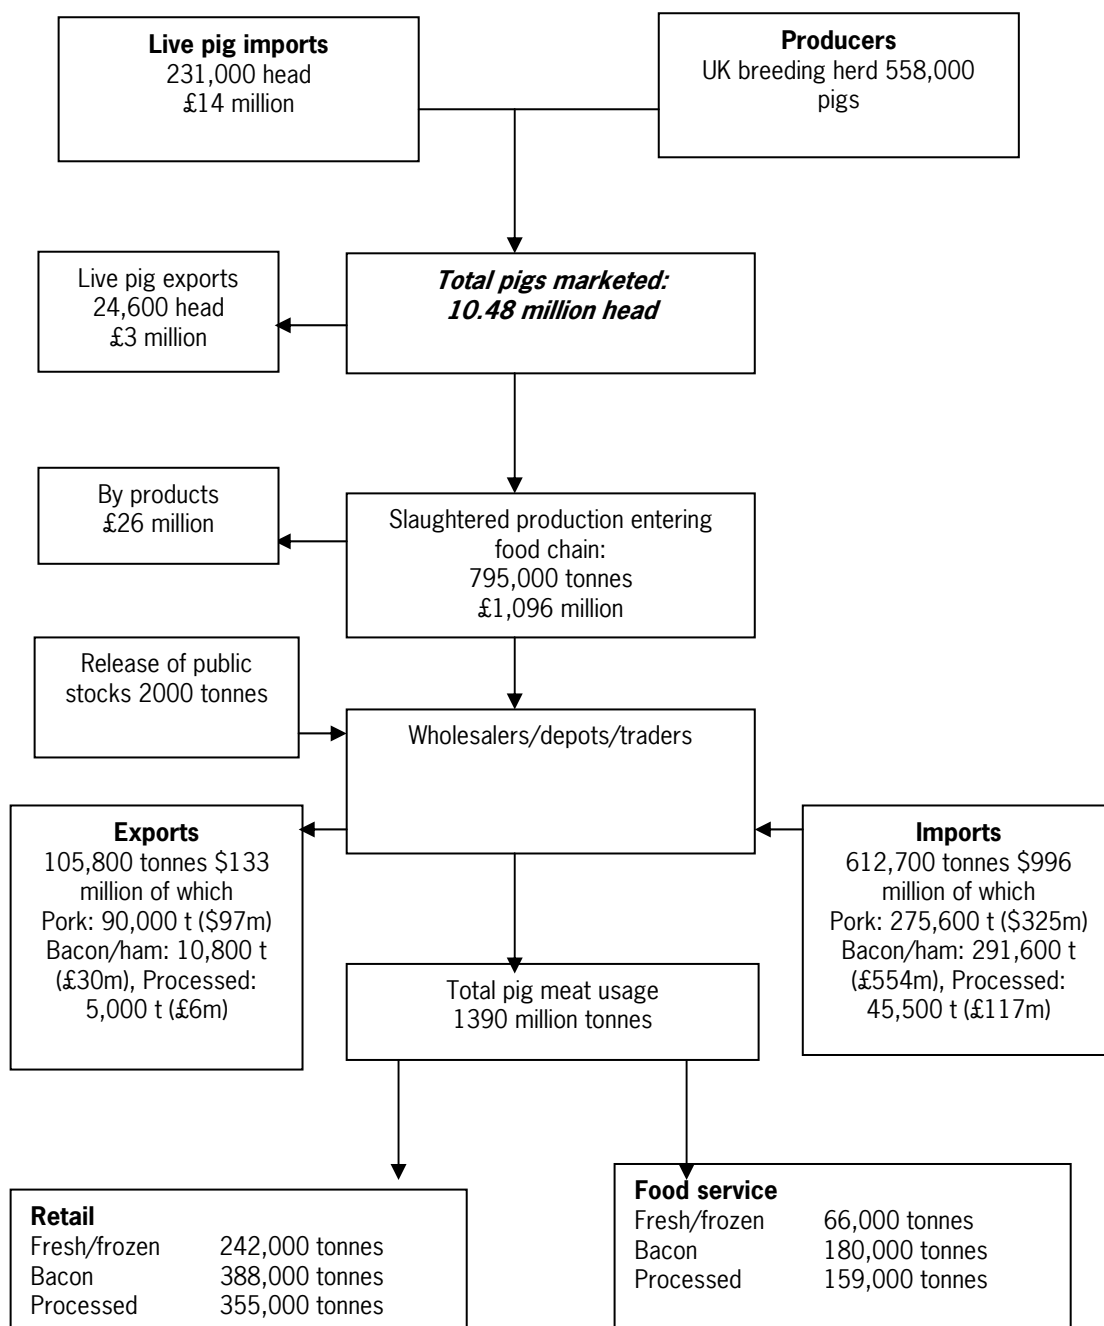 Live pig imports
231,000 head
£14 million
Producers
UK breeding herd 558,000
pigs
Live pig exports
24,600 head
£3 million
Total pigs marketed:
10.48 million head
By products
£26 million
Slaughtered production entering
food chain:
795,000 tonnes
£1,096 million
Release of public
stocks 2000 tonnes
Wholesalers/depots/traders
Exports
105,800 tonnes $133
million of which
Pork: 90,000 t ($97m)
Bacon/ham: 10,800 t
(£30m), Processed:
5,000 t (£6m)
Imports
612,700 tonnes $996
million of which
Pork: 275,600 t ($325m)
Bacon/ham: 291,600 t
(£554m), Processed:
45,500 t (£117m)
Total pig meat usage
1390 million tonnes
Retail
Fresh/frozen 242,000 tonnes
Bacon 388,000 tonnes
Processed 355,000 tonnes
Food service
Fresh/frozen 66,000 tonnes
Bacon 180,000 tonnes
Processed 159,000 tonnes